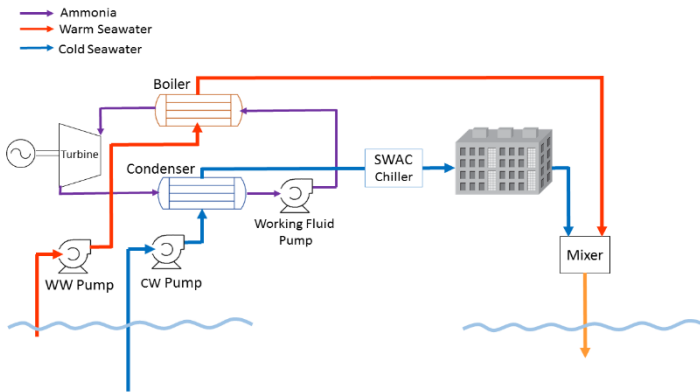 Ammonia
Warm Seawater
Cold Seawater
Boiler
Turbine
Condenser
SWAC
Chiller
Working Fluid
Pump
WW Pump
CW Pump
Mixer